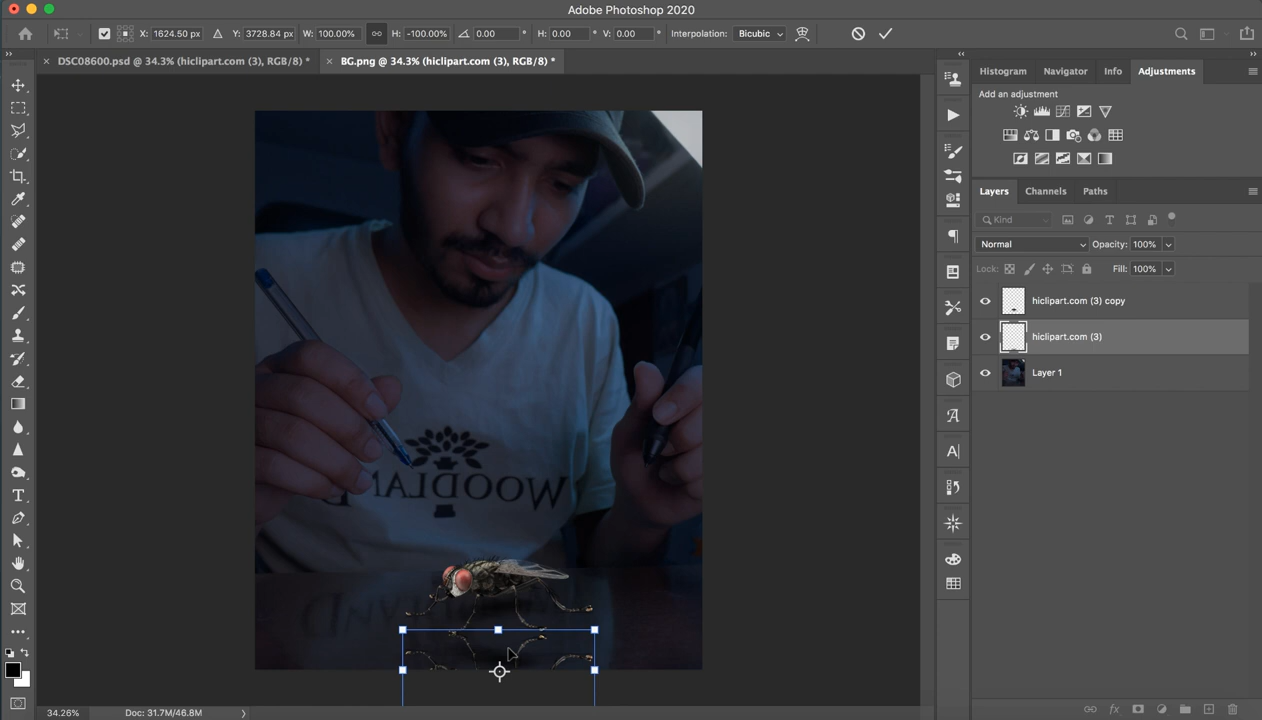 Adobe Photoshop 2020
X: 1624.50 px Y: 3728.84 px W: 100.00% H: -100.00% 0.00 ° H: 0.00 ° V: 0.00 ° Interpolation: Bicubic
DSC08600.psd @ 34.3% (hiclipart.com (3), RGB/8) * BG.png @ 34.3% (hiclipart.com (3), RGB/8) *
Histogram Navigator Info Adjustments
Add an adjustment
Layers Channels Paths
Kind
Normal Opacity: 100%
Lock: Fill: 100%
hiclipart.com (3) copy
hiclipart.com (3)
Layer 1
WOODLAND
34.26% Doc: 31.7M/46.8M